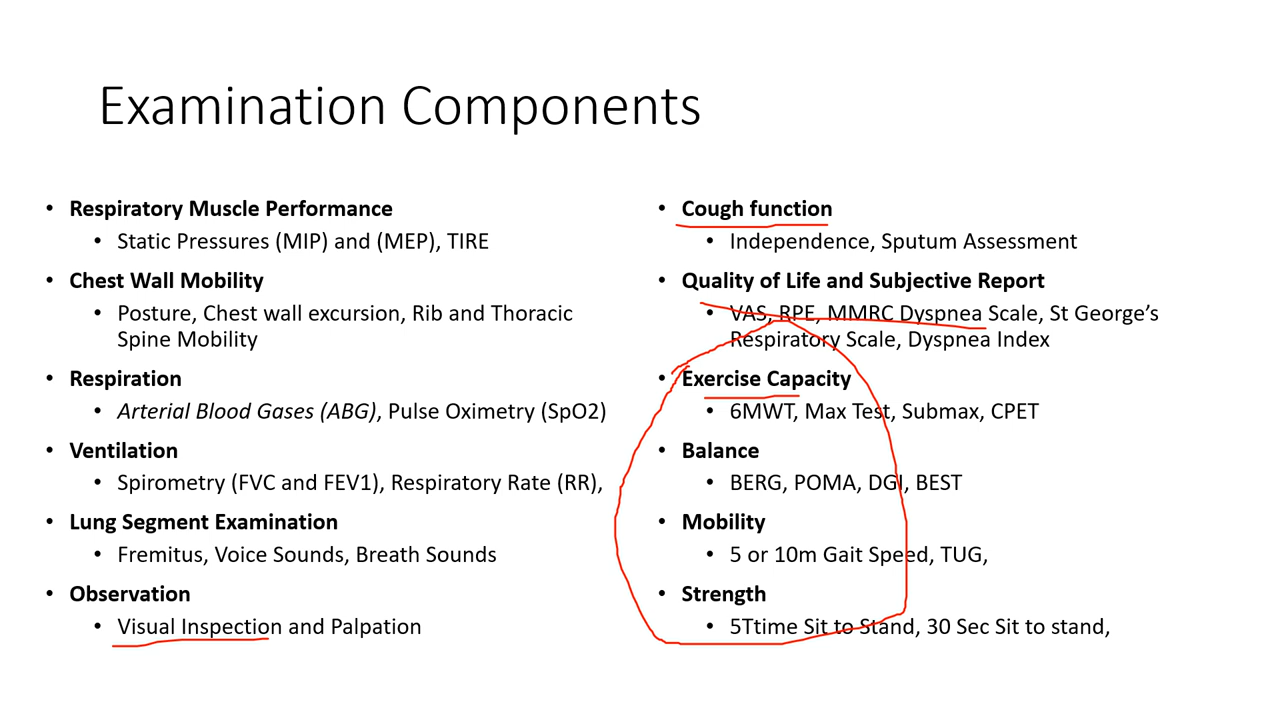 Examination Components
• Respiratory Muscle Performance
• Static Pressures (MIP) and (MEP), TIRE
• Chest Wall Mobility
• Posture, Chest wall excursion, Rib and Thoracic
Spine Mobility
• Respiration
• Arterial Blood Gases (ABG), Pulse Oximetry (SpO2)
• Ventilation
• Spirometry (FVC and FEV1), Respiratory Rate (RR),
• Lung Segment Examination
• Fremitus, Voice Sounds, Breath Sounds
• Observation
• Visual Inspection and Palpation
• Cough function
• Independence, Sputum Assessment
• Quality of Life and Subjective Report
• VAS, RPE, MMRC Dyspnea Scale, St George’s
Respiratory Scale, Dyspnea Index
• Exercise Capacity
• 6MWT, Max Test, Submax, CPET
• Balance
• BERG, POMA, DGI, BEST
• Mobility
• 5 or 10m Gait Speed, TUG,
• Strength
• 5Ttime Sit to Stand, 30 Sec Sit to stand,